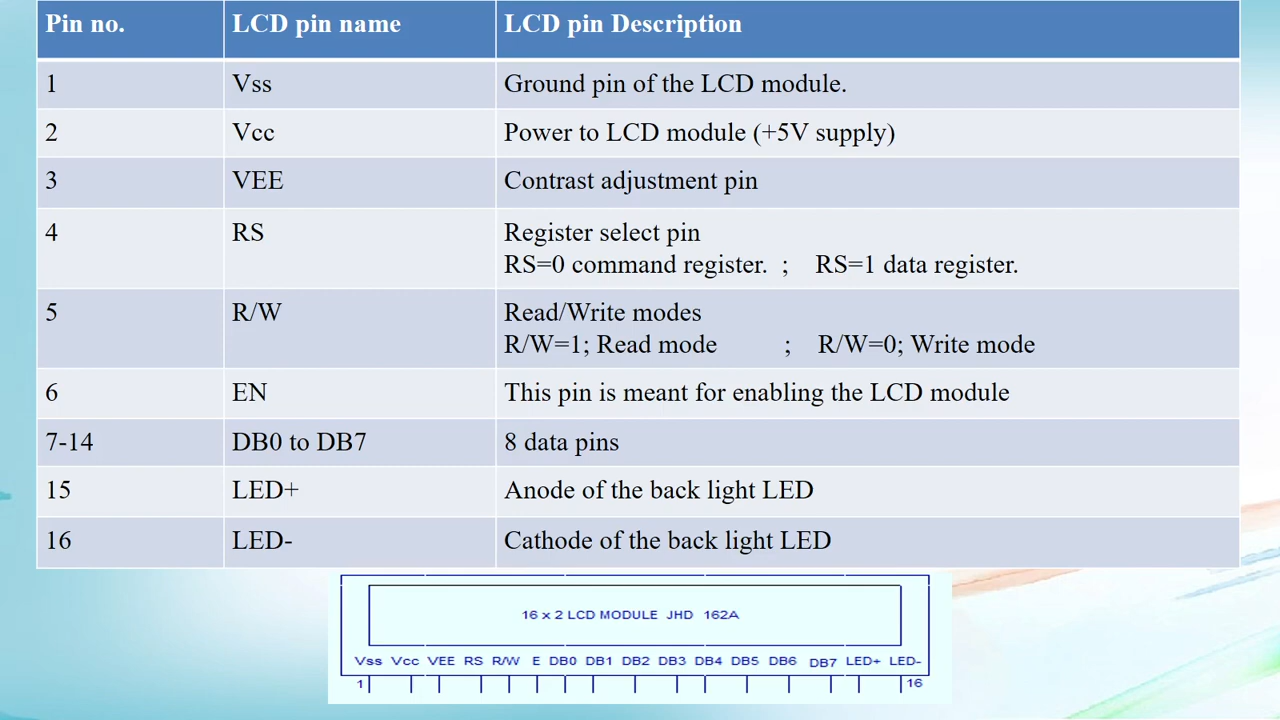 Pin no. LCD pin name LCD pin Description
1 Vss Ground pin of the LCD module.
2 Vcc Power to LCD module (+5V supply)
3 VEE Contrast adjustment pin
4 RS Register select pin
RS=0 command register. ; RS=1 data register.
5 R/W Read/Write modes
R/W=1; Read mode ; R/W=0; Write mode
6 EN This pin is meant for enabling the LCD module
7-14 DB0 to DB7 8 data pins
15 LED+ Anode of the back light LED
16 LED- Cathode of the back light LED
16 x 2 LCD MODULE JHD 162A
Vss Vcc VEE RS R/W E DB0 DB1 DB2 DB3 DB4 DB5 DB6 DB7 LED+ LED-
1 16